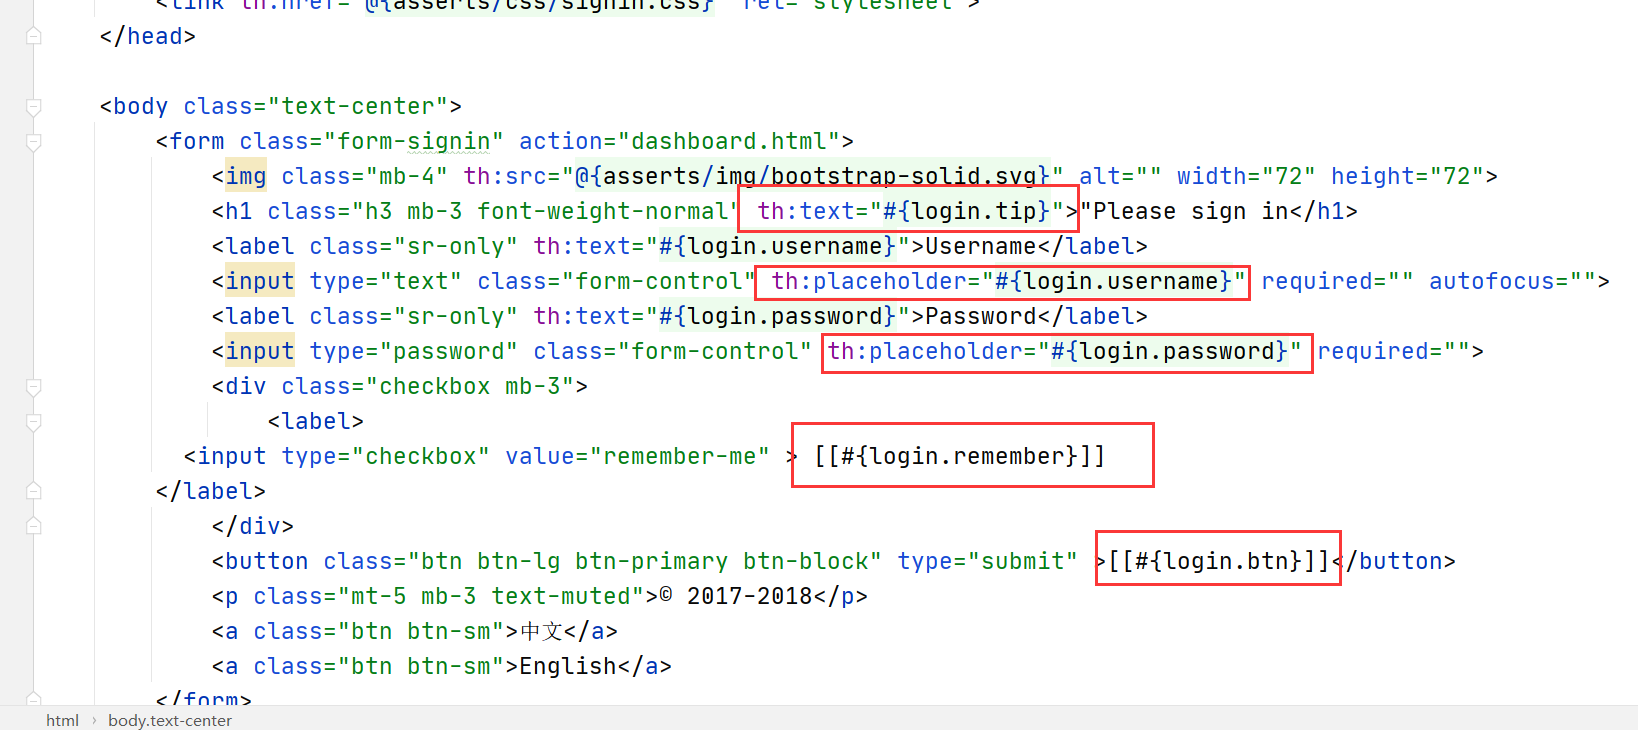 <link th:href="@{asserts/css/signin.css}" rel="stylesheet">
</head>
<body class="text-center">
<form class="form-signin" action="dashboard.html">
<img class="mb-4" th:src="@{asserts/img/bootstrap-solid.svg}" alt="" width="72" height="72">
<h1 class="h3 mb-3 font-weight-normal" th:text="#{login.tip}">"Please sign in</h1>
<label class="sr-only" th:text="#{login.username}">Username</label>
<input type="text" class="form-control" th:placeholder="#{login.username}" required="" autofocus="">
<label class="sr-only" th:text="#{login.password}">Password</label>
<input type="password" class="form-control" th:placeholder="#{login.password}" required="">
<div class="checkbox mb-3">
<label>
<input type="checkbox" value="remember-me" > [[#{login.remember}]]
</label>
</div>
<button class="btn btn-lg btn-primary btn-block" type="submit" >[[#{login.btn}]]</button>
<p class="mt-5 mb-3 text-muted">© 2017-2018</p>
<a class="btn btn-sm">中文</a>
<a class="btn btn-sm">English</a>
</form>
html › body.text-center